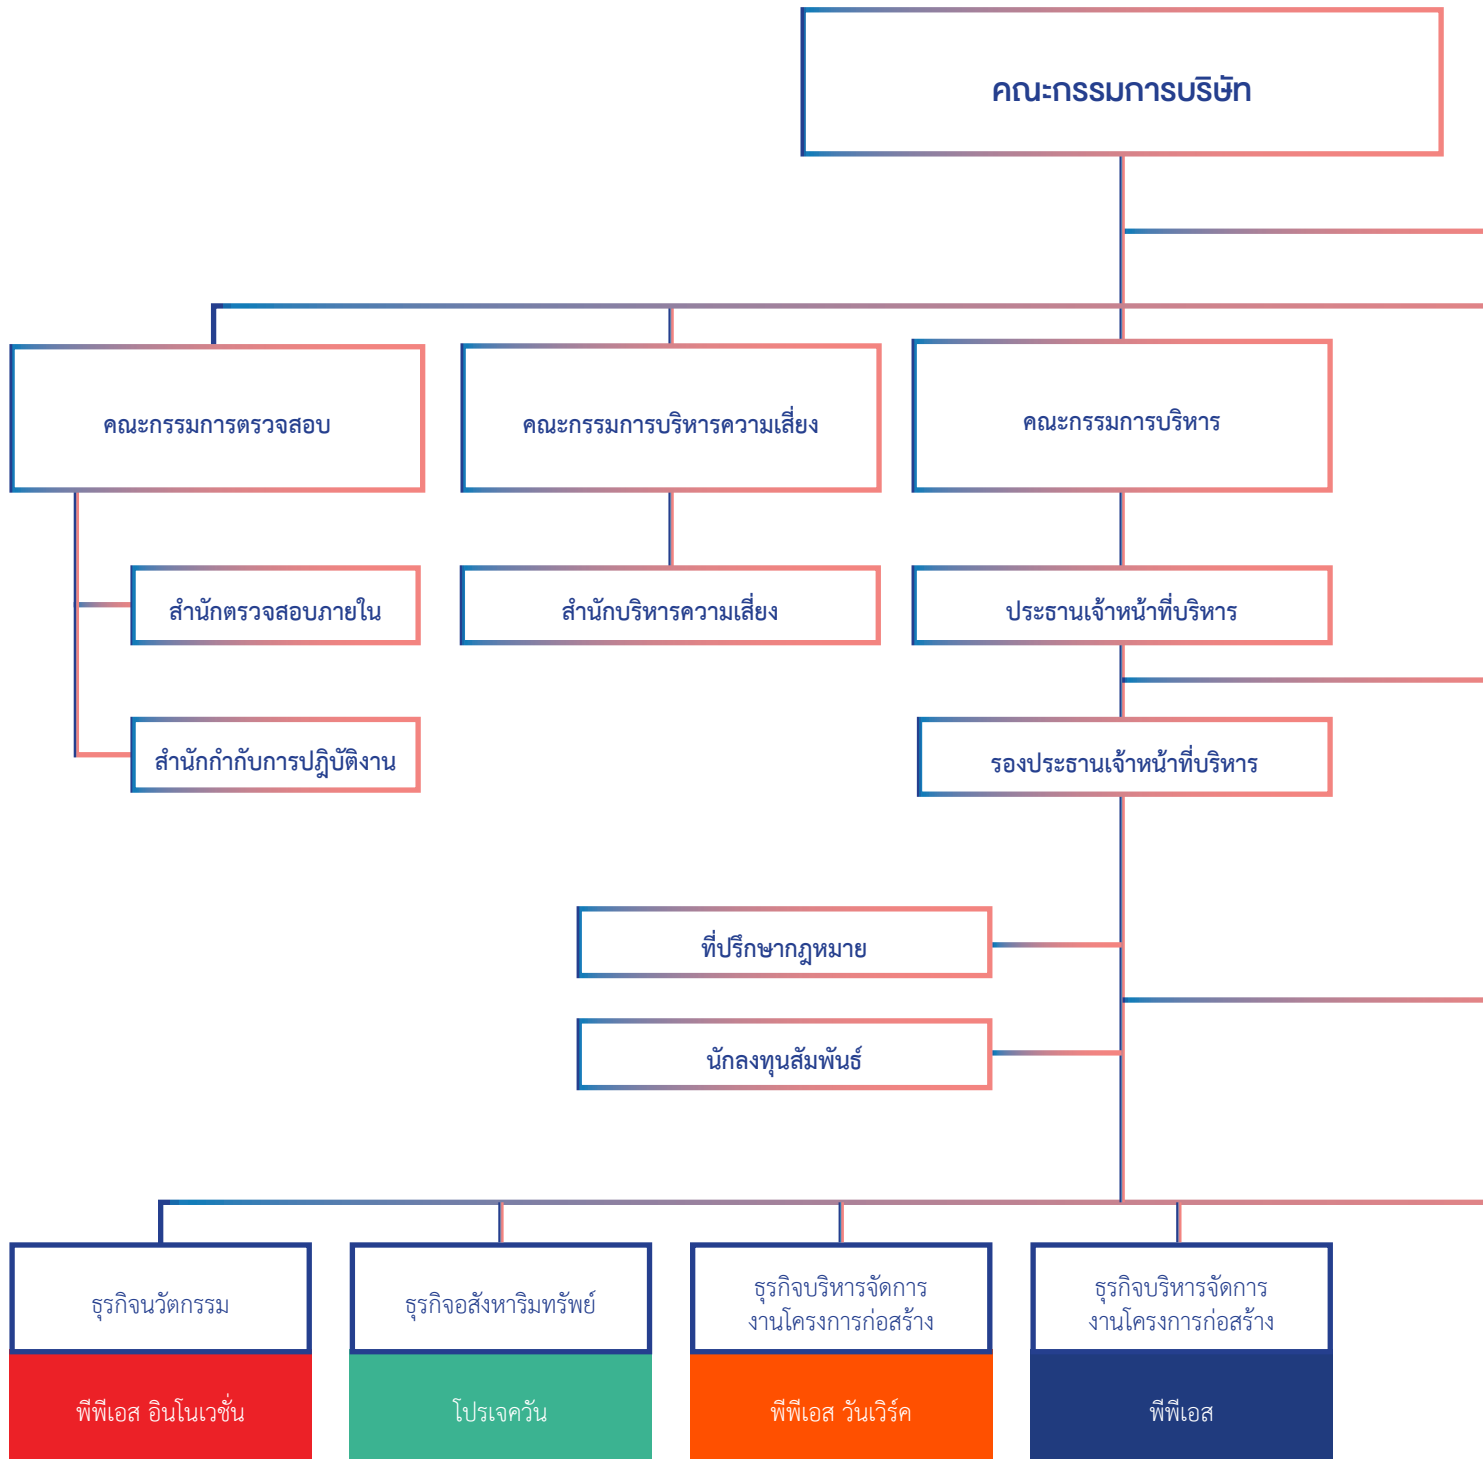 คณะกรรมการบริษัท
คณะกรรมการตรวจสอบ
คณะกรรมการบริหารความเสี่ยง
คณะกรรมการบริหาร
สำนักตรวจสอบภายใน
สำนักบริหารความเสี่ยง
ประธานเจ้าหน้าที่บริหาร
สำนักกำกับการปฎิบัติงาน
รองประธานเจ้าหน้าที่บริหาร
ที่ปรึกษากฎหมาย
นักลงทุนสัมพันธ์
ธุรกิจนวัตกรรม
ธุรกิจอสังหาริมทรัพย์
ธุรกิจบริหารจัดการ
งานโครงการก่อสร้าง
ธุรกิจบริหารจัดการ
งานโครงการก่อสร้าง
พีพีเอส อินโนเวชั่น
โปรเจควัน
พีพีเอส วันเวิร์ค
พีพีเอส